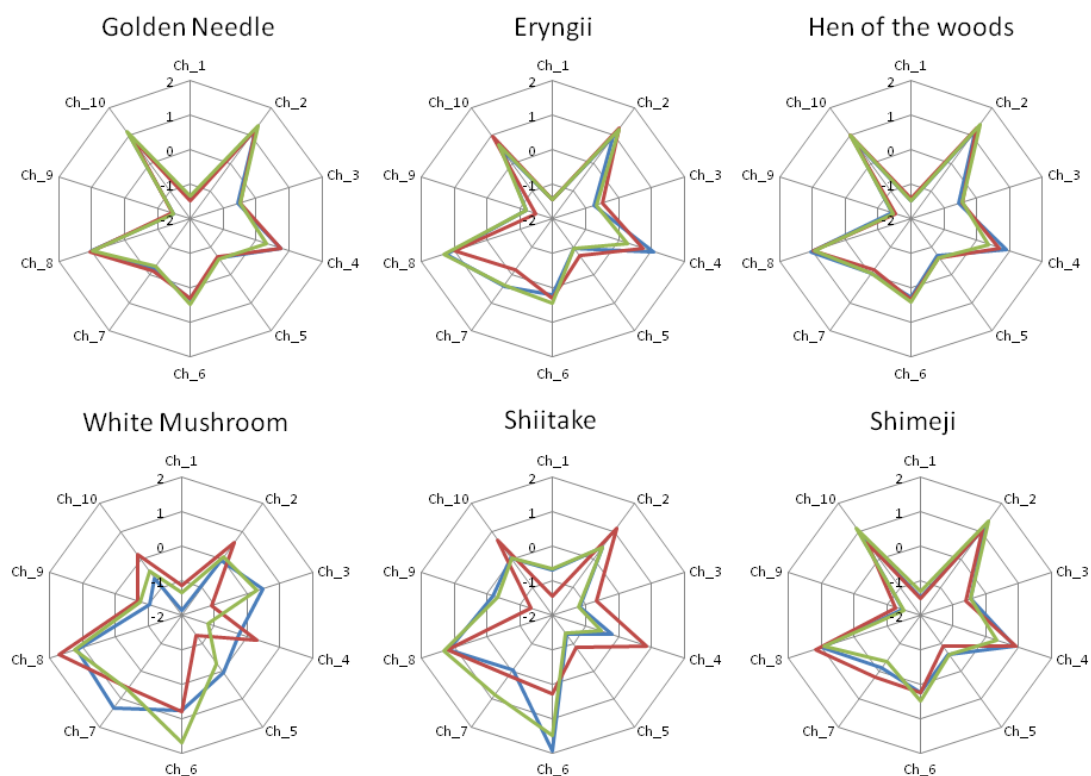 Golden Needle
Eryngii
Hen of the woods
Ch_1
2
Ch_10
Ch_2
1
Ch_9
0
Ch_3
-1
-2
Ch_8
Ch_4
Ch_7
Ch_5
Ch_6
Ch_1
2
Ch_10
Ch_2
1
Ch_9
0
Ch_3
-1
-2
Ch_8
Ch_4
Ch_7
Ch_5
Ch_6
Ch_1
2
Ch_10
Ch_2
1
Ch_9
0
Ch_3
-1
-2
Ch_8
Ch_4
Ch_7
Ch_5
Ch_6
White Mushroom
Shiitake
Shimeji
Ch_1
2
Ch_10
Ch_2
1
Ch_9
0
Ch_3
-1
-2
Ch_8
Ch_4
Ch_7
Ch_5
Ch_6
Ch_1
2
Ch_10
Ch_2
1
Ch_9
0
Ch_3
-1
-2
Ch_8
Ch_4
Ch_7
Ch_5
Ch_6
Ch_1
2
Ch_10
Ch_2
1
Ch_9
0
Ch_3
-1
-2
Ch_8
Ch_4
Ch_7
Ch_5
Ch_6